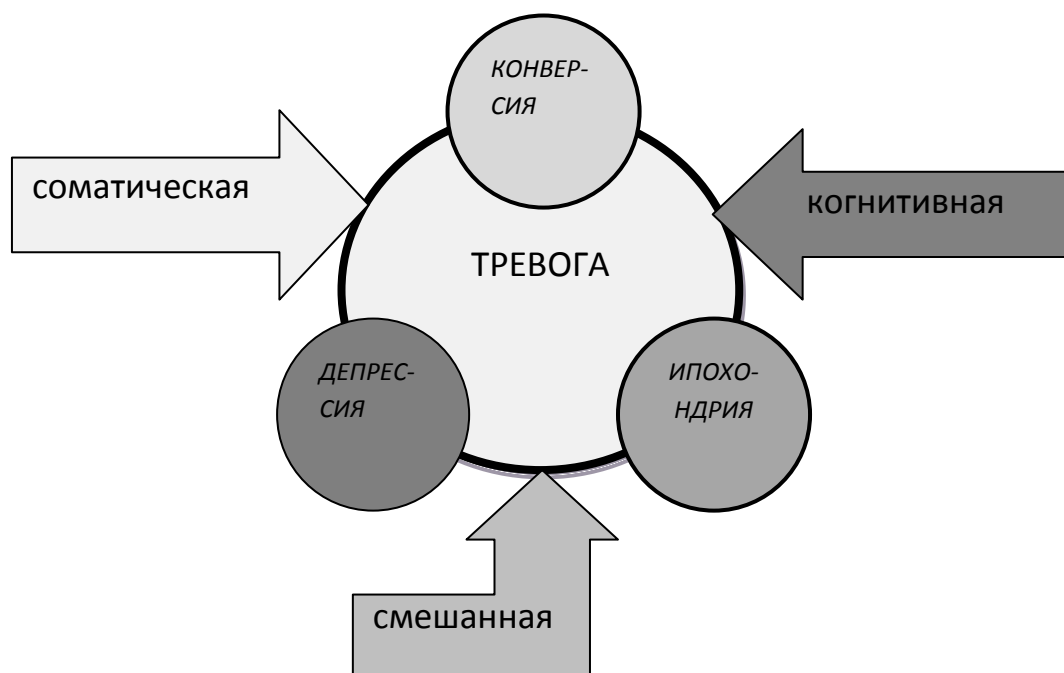 КОНВЕР-
СИЯ
соматическая
когнитивная
ТРЕВОГА
ДЕПРЕС-
СИЯ
ИПОХО-
НДРИЯ
смешанная